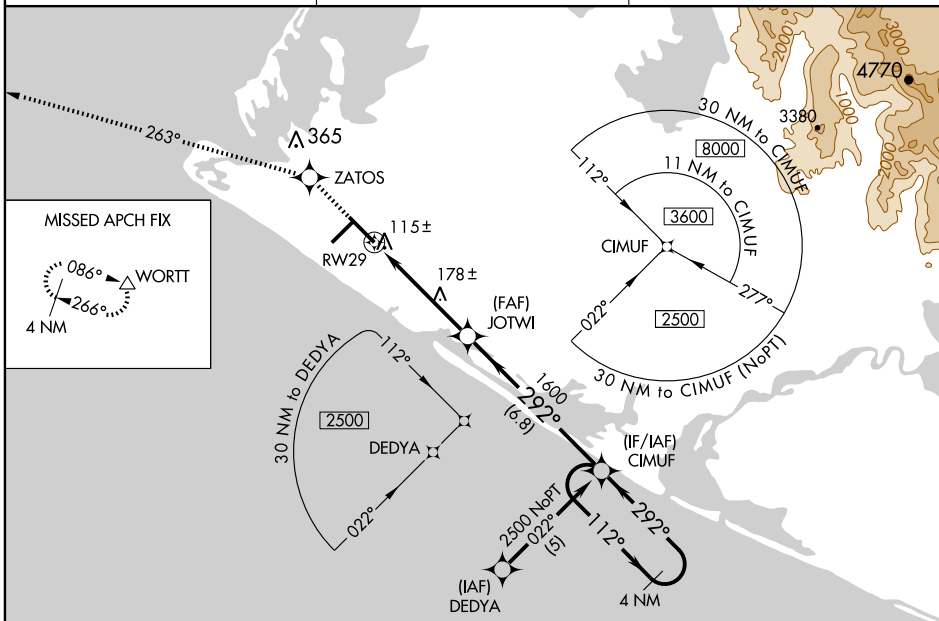 3000
2000
4770
3380
1000
2000
30 NM to CIMUF
8000
11 NM to CIMUF
3600
112°
CIMUF
277°
022°
2500
30 NM to CIMUF (NoPT)
263°
365
ZATOS
115±
RW29
178±
(FAF)
JOTWI
MISSED APCH FIX
086°
WORTT
266°
4 NM
30 NM to DEDYA
112°
2500
DEDYA
022°
1600
292°
(6.8)
(IF/IAF)
CIMUF
2500 NoPT
022°
(5)
112°
292°
4 NM
(IAF)
DEDYA